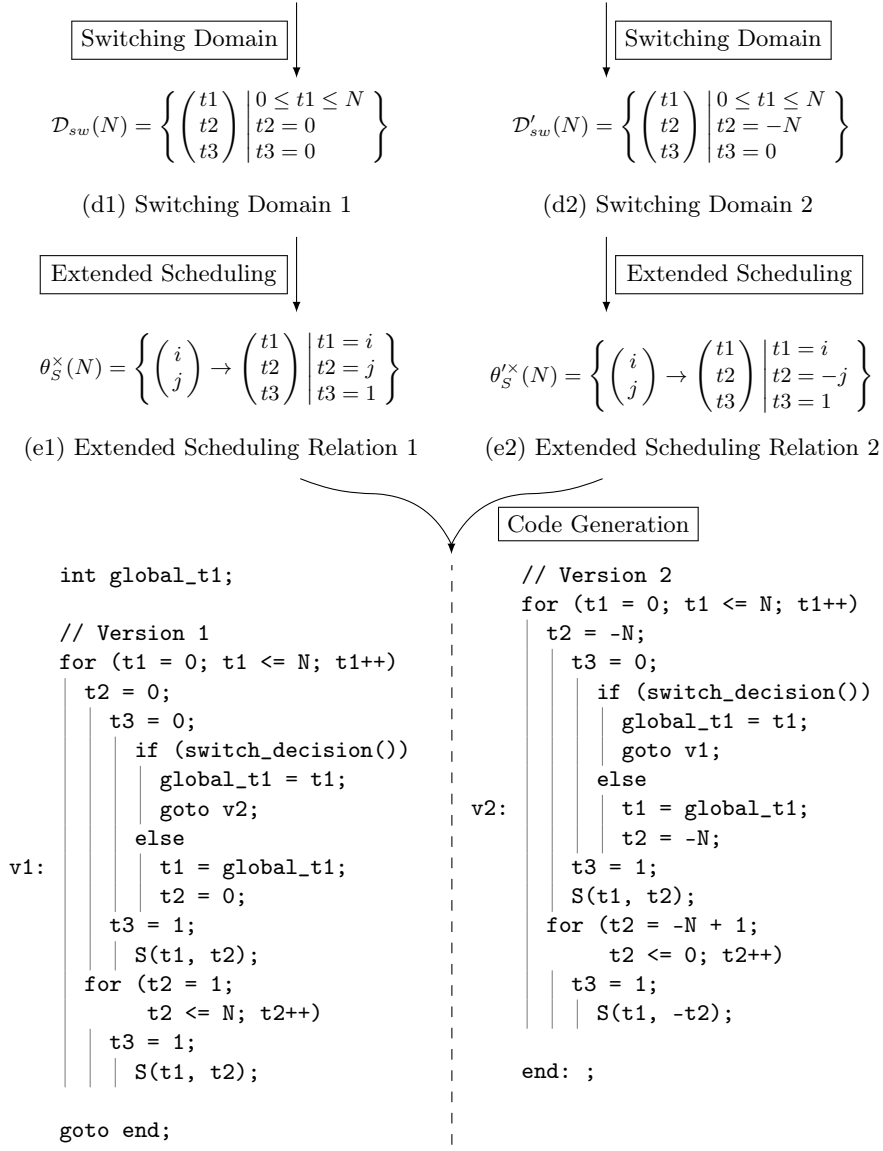 Switching Domain
𝒟sw(N) = { (t1 t2 t3) | 0 ≤ t1 ≤ N, t2 = 0, t3 = 0 }
(d1) Switching Domain 1
Extended Scheduling
θ_S^×(N) = { (i j) → (t1 t2 t3) | t1 = i, t2 = j, t3 = 1 }
(e1) Extended Scheduling Relation 1
Switching Domain
𝒟′sw(N) = { (t1 t2 t3) | 0 ≤ t1 ≤ N, t2 = −N, t3 = 0 }
(d2) Switching Domain 2
Extended Scheduling
θ_S^′×(N) = { (i j) → (t1 t2 t3) | t1 = i, t2 = −j, t3 = 1 }
(e2) Extended Scheduling Relation 2
Code Generation
int global_t1;
// Version 1
for (t1 = 0; t1 <= N; t1++)
t2 = 0;
t3 = 0;
if (switch_decision())
global_t1 = t1;
goto v2;
else
v1: t1 = global_t1;
t2 = 0;
t3 = 1;
S(t1, t2);
for (t2 = 1;
t2 <= N; t2++)
t3 = 1;
S(t1, t2);
goto end;
// Version 2
for (t1 = 0; t1 <= N; t1++)
t2 = -N;
t3 = 0;
if (switch_decision())
global_t1 = t1;
goto v1;
else
v2: t1 = global_t1;
t2 = -N;
t3 = 1;
S(t1, t2);
for (t2 = -N + 1;
t2 <= 0; t2++)
t3 = 1;
S(t1, -t2);
end: ;